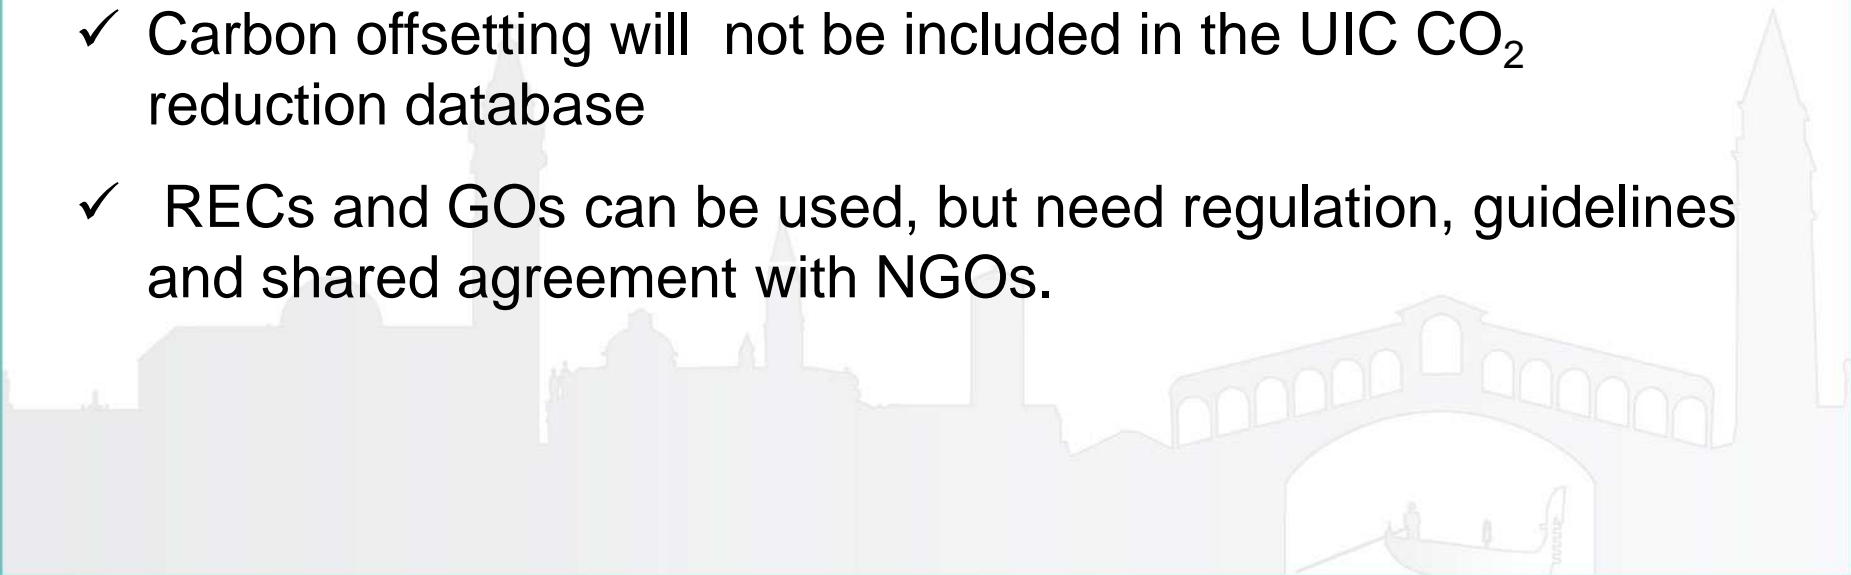 ✓ Carbon offsetting will  not be included in the UIC CO₂
reduction database
✓ RECs and GOs can be used, but need regulation, guidelines
and shared agreement with NGOs.